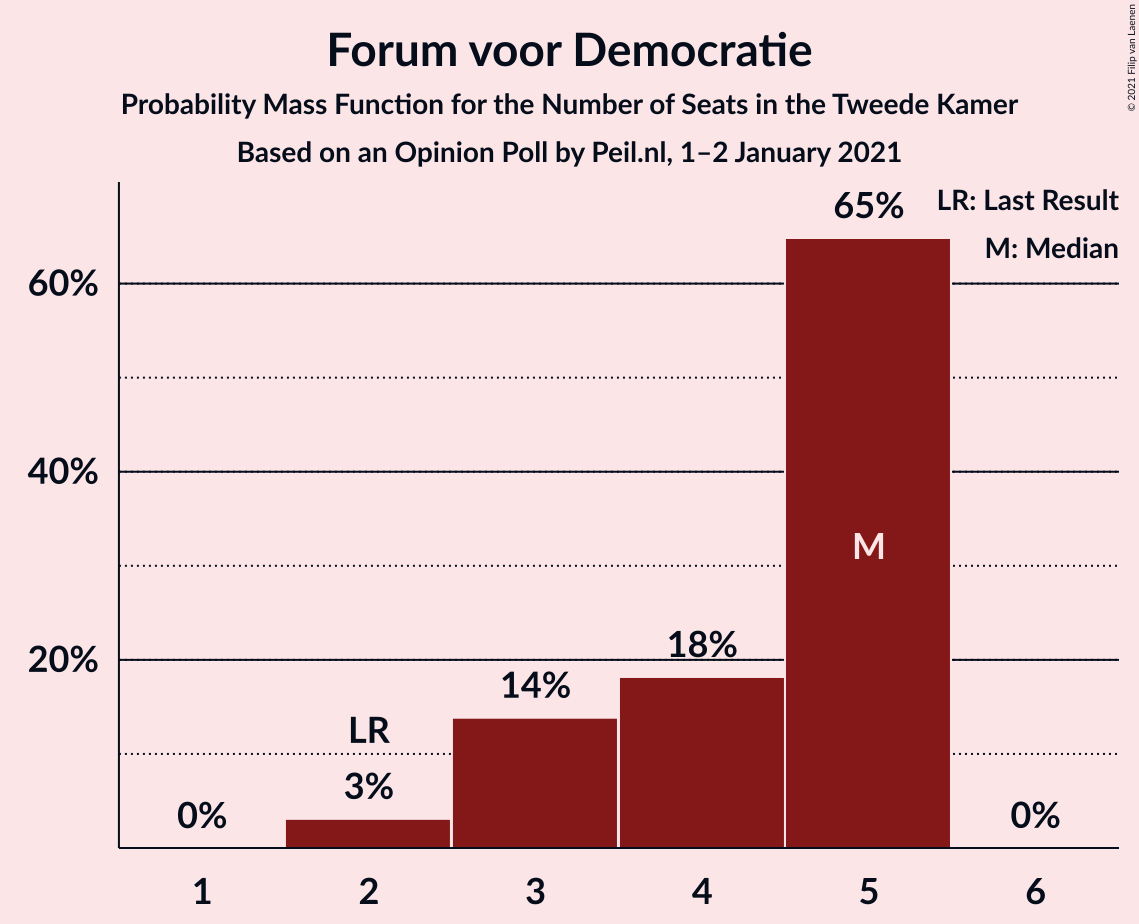 Forum voor Democratie
Probability Mass Function for the Number of Seats in the Tweede Kamer
Based on an Opinion Poll by Peil.nl, 1–2 January 2021
© 2021 Filip van Laenen
LR: Last Result
M: Median
60%
40%
20%
0%
LR
3%
14%
18%
65%
M
0%
1 2 3 4 5 6